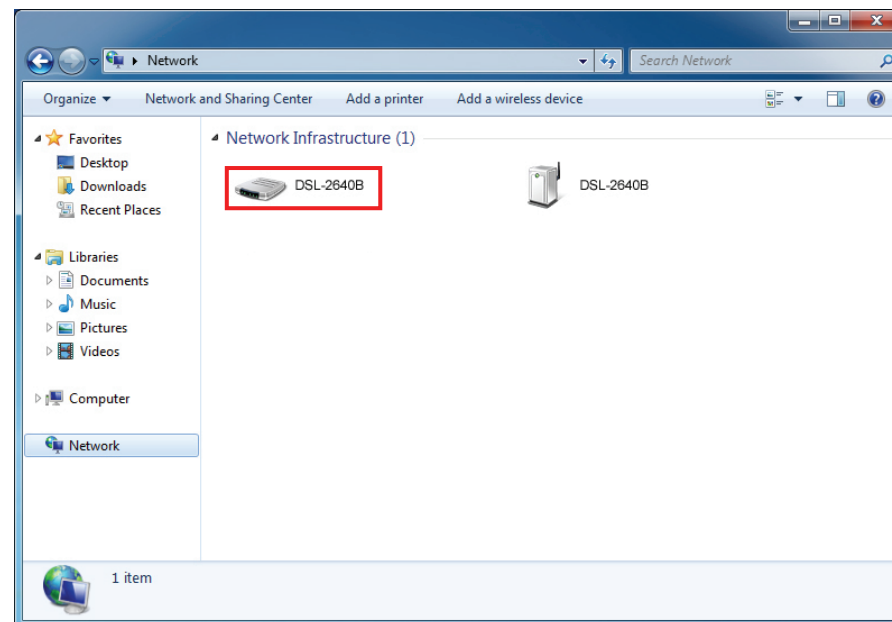 Network
Search Network
Organize
Network and Sharing Center
Add a printer
Add a wireless device
Favorites
Desktop
Downloads
Recent Places
Libraries
Documents
Music
Pictures
Videos
Computer
Network
Network Infrastructure (1)
DSL-2640B
DSL-2640B
1 item